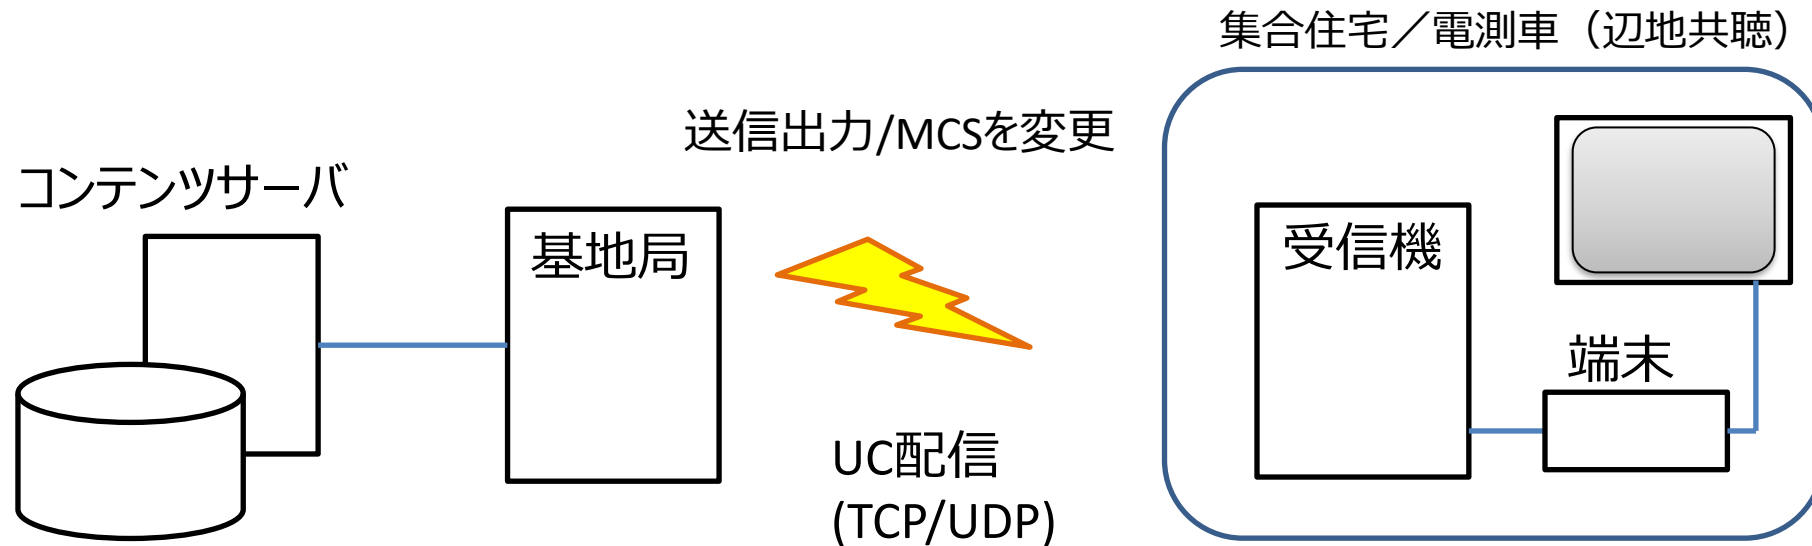 集合住宅／電測車（辺地共聴）
送信出力/MCSを変更
コンテンツサーバ
基地局
受信機
端末
UC配信
(TCP/UDP)